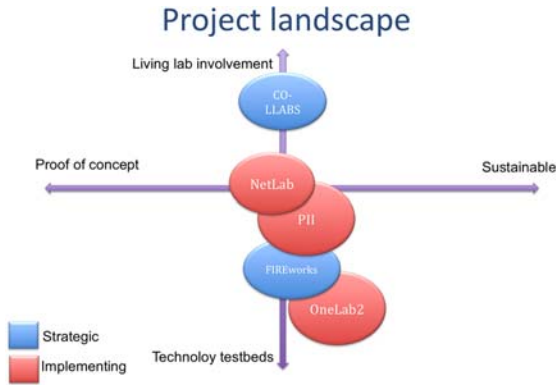 Project landscape
Living lab involvement
CO-
LLABS
Proof of concept
Sustainable
NetLab
PII
FIREworks
OneLab2
Strategic
Implementing
Technoloy testbeds